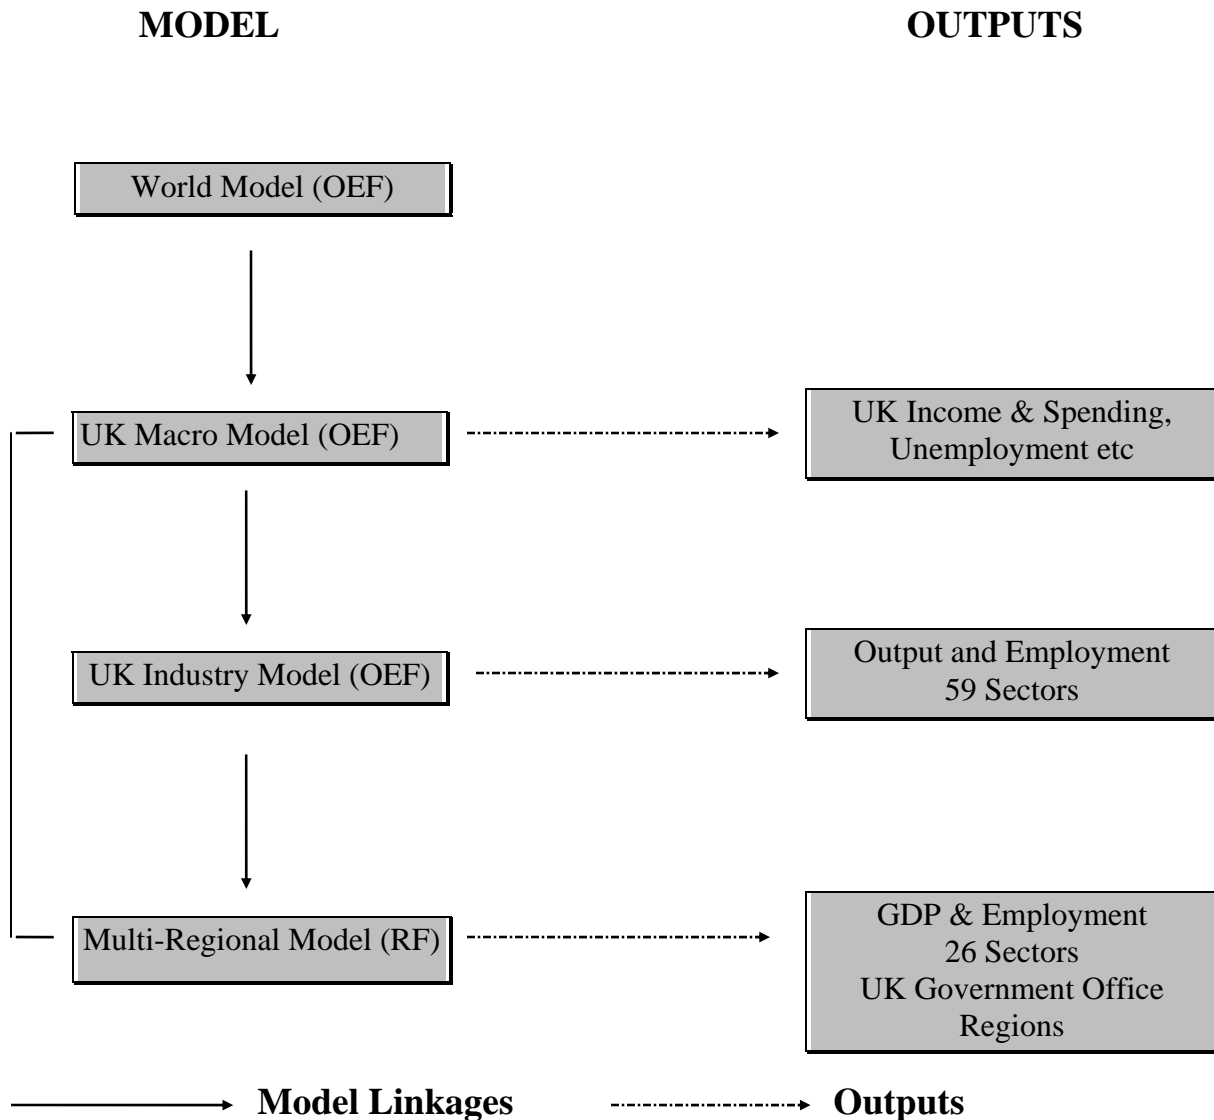 MODEL
OUTPUTS
World Model (OEF)
UK Macro Model (OEF)
UK Income & Spending,
Unemployment etc
UK Industry Model (OEF)
Output and Employment
59 Sectors
Multi-Regional Model (RF)
GDP & Employment
26 Sectors
UK Government Office
Regions
Model Linkages
Outputs